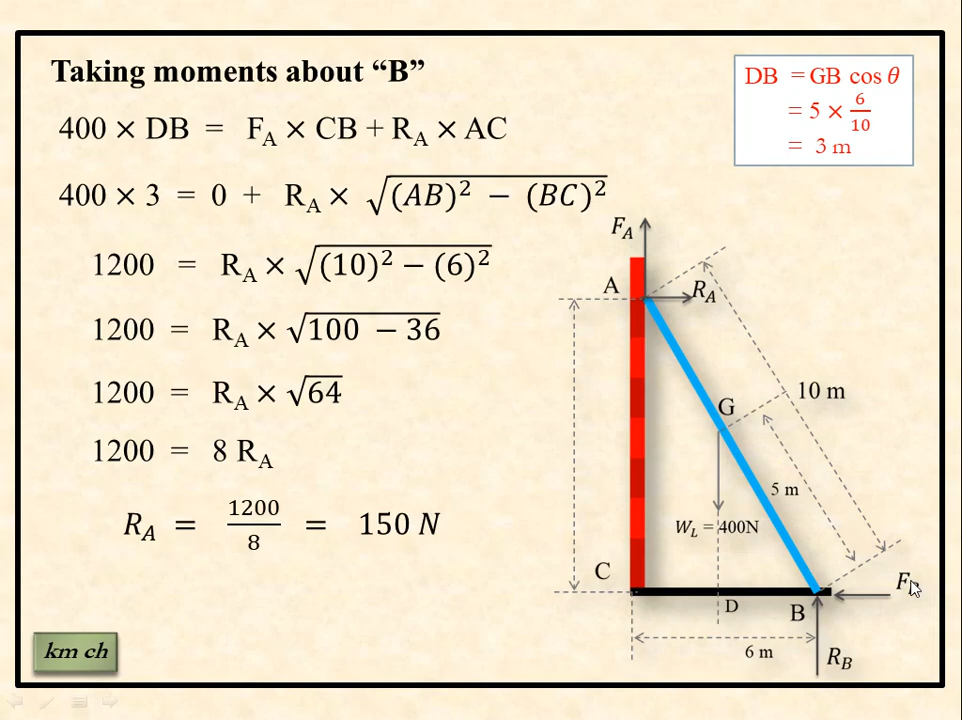 Taking moments about “B”
400 × DB = F_A × CB + R_A × AC
400 × 3 = 0 + R_A × √((AB)² − (BC)²)
1200 = R_A × √((10)² − (6)²)
1200 = R_A × √(100 − 36)
1200 = R_A × √64
1200 = 8 R_A
R_A = 1200/8 = 150 N
DB = GB cos θ
= 5 × 6/10
= 3 m
F_A
A
R_A
10 m
G
5 m
W_L = 400N
C
F
D
B
6 m
R_B
km ch